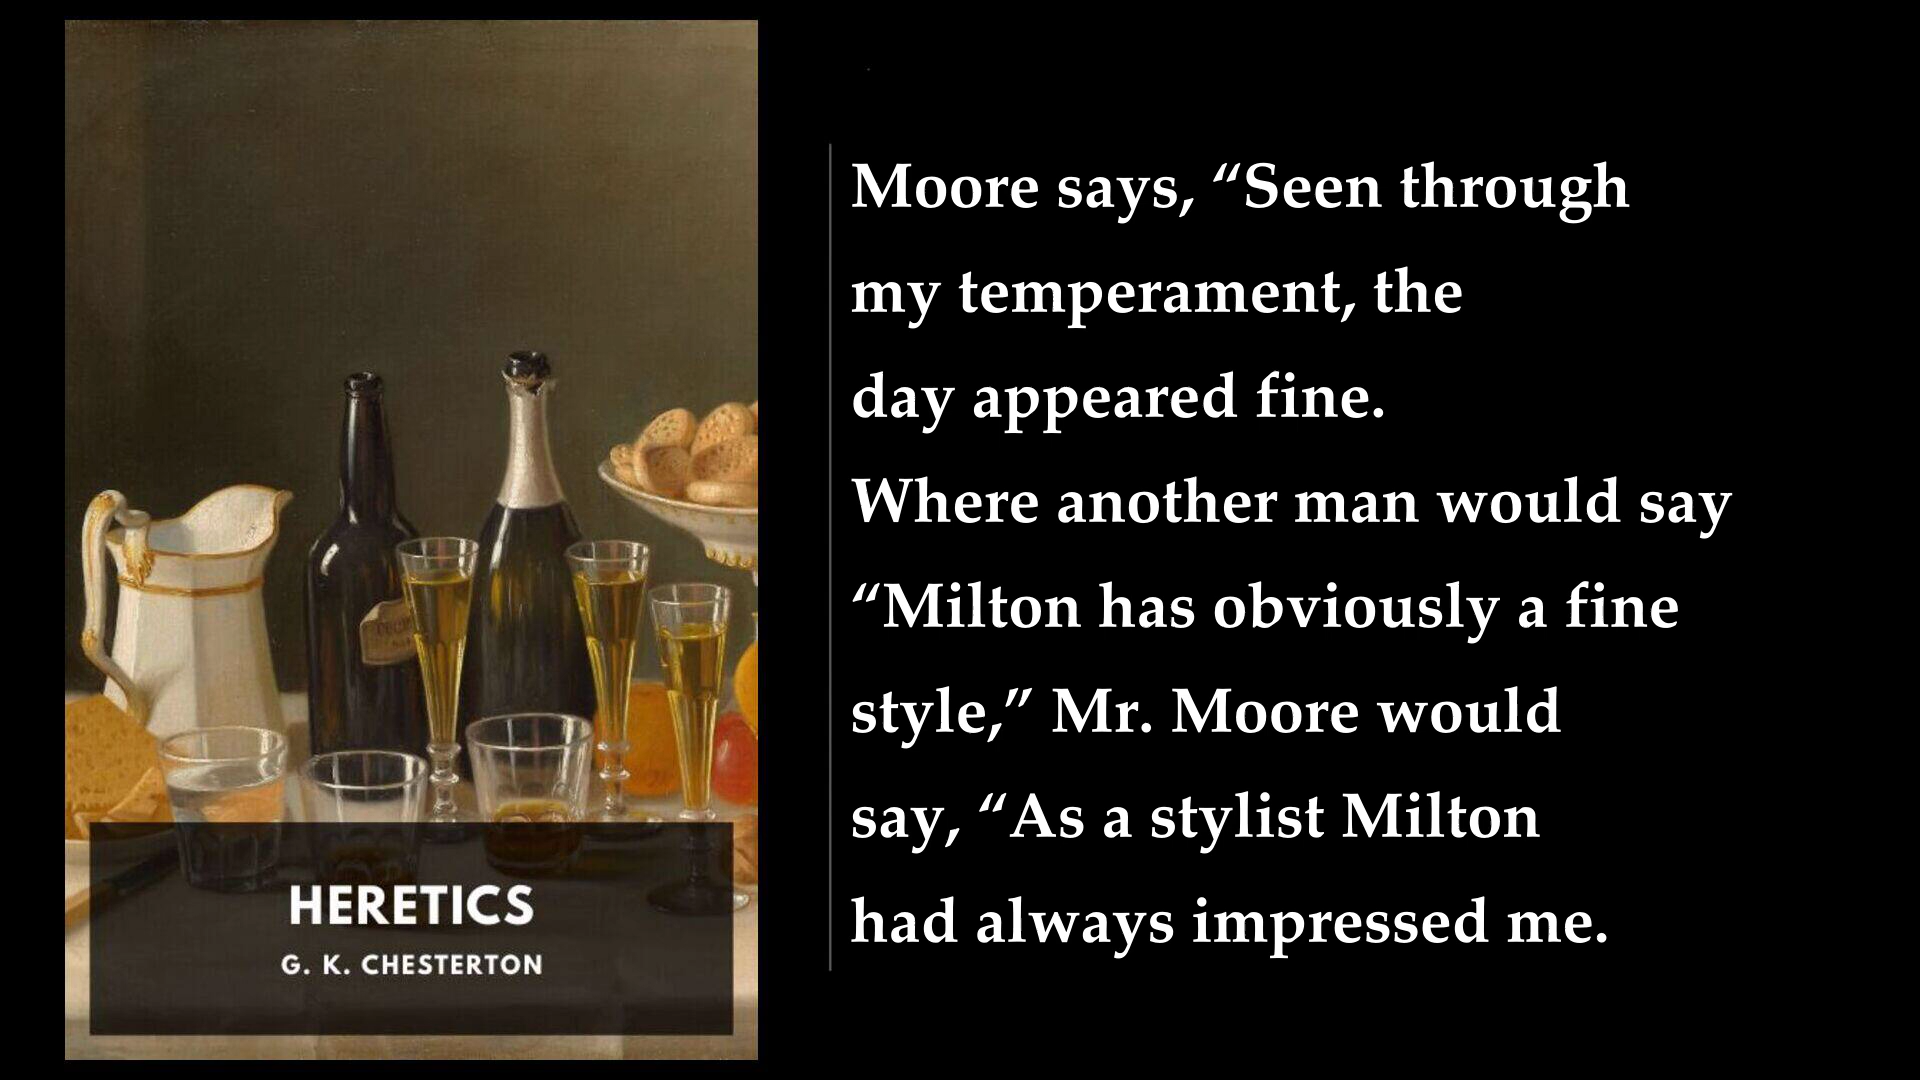 Moore says, “Seen through
my temperament, the
day appeared fine.
Where another man would say
“Milton has obviously a fine
style,” Mr. Moore would
say, “As a stylist Milton
had always impressed me.
HERETICS
G. K. CHESTERTON